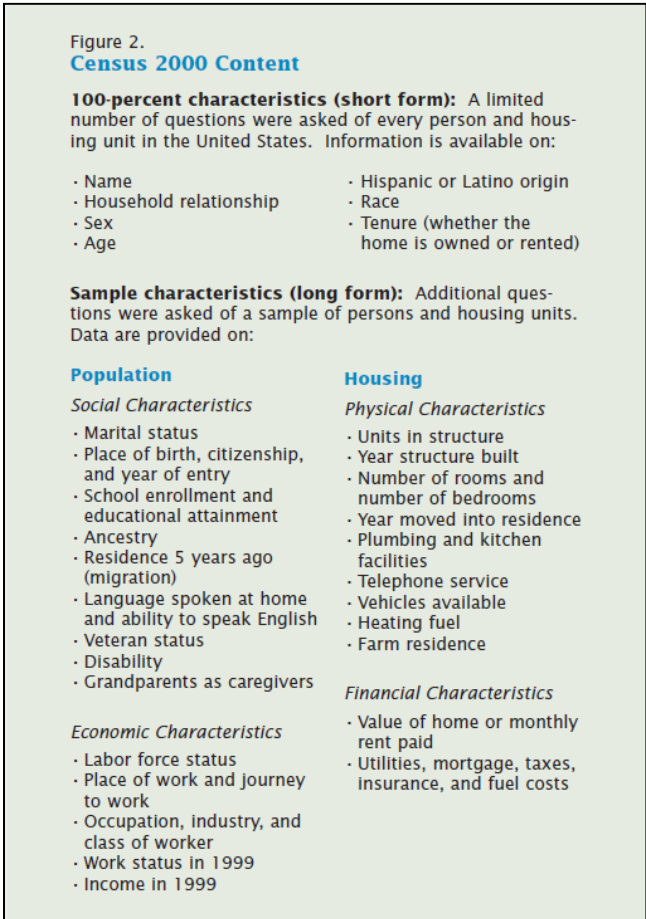 Figure 2.
Census 2000 Content
100-percent characteristics (short form):  A limited
number of questions were asked of every person and hous-
ing unit in the United States.  Information is available on:
· Name
· Household relationship
· Sex
· Age
· Hispanic or Latino origin
· Race
· Tenure (whether the
home is owned or rented)
Sample characteristics (long form):  Additional ques-
tions were asked of a sample of persons and housing units.
Data are provided on:
Population
Social Characteristics
· Marital status
· Place of birth, citizenship,
and year of entry
· School enrollment and
educational attainment
· Ancestry
· Residence 5 years ago
(migration)
· Language spoken at home
and ability to speak English
· Veteran status
· Disability
· Grandparents as caregivers
Economic Characteristics
· Labor force status
· Place of work and journey
to work
· Occupation, industry, and
class of worker
· Work status in 1999
· Income in 1999
Housing
Physical Characteristics
· Units in structure
· Year structure built
· Number of rooms and
number of bedrooms
· Year moved into residence
· Plumbing and kitchen
facilities
· Telephone service
· Vehicles available
· Heating fuel
· Farm residence
Financial Characteristics
· Value of home or monthly
rent paid
· Utilities, mortgage, taxes,
insurance, and fuel costs